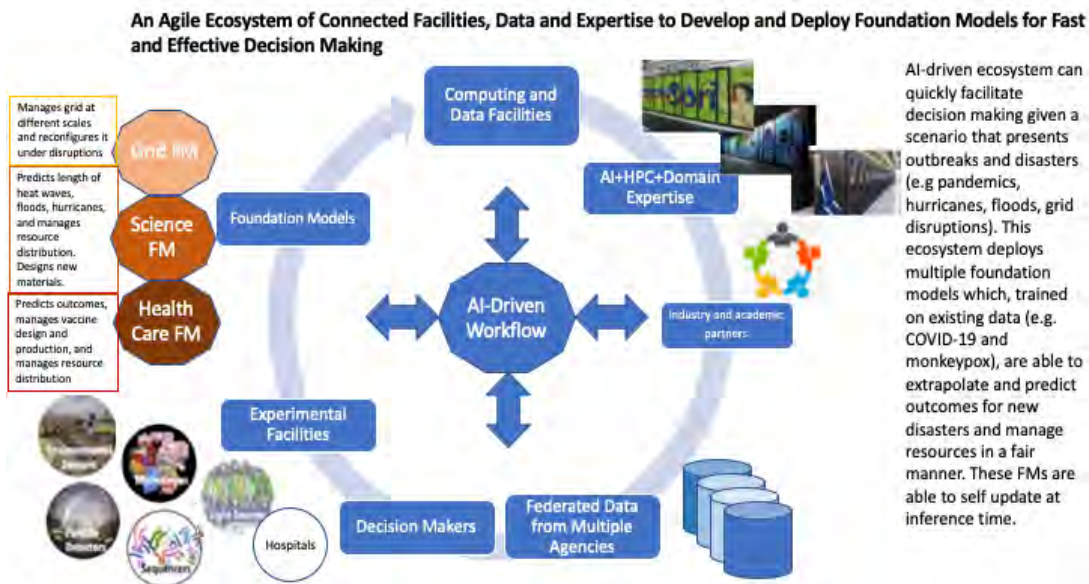 An Agile Ecosystem of Connected Facilities, Data and Expertise to Develop and Deploy Foundation Models for Fast
and Effective Decision Making
Manages grid at
different scales
and reconfigures it
under disruptions
Grid FM
Predicts length of
heat waves,
floods, hurricanes,
and manages
resource
distribution.
Designs new
materials.
Science
FM
Predicts outcomes,
manages vaccine
design and
production, and
manages resource
distribution
Health
Care FM
Foundation Models
Computing and
Data Facilities
AI+HPC+Domain
Expertise
AI-Driven
Workflow
Industry and academic
partners
Experimental
Facilities
Decision Makers
Federated Data
from Multiple
Agencies
Detectors
Sequencers
Hospitals
AI-driven ecosystem can
quickly facilitate
decision making given a
scenario that presents
outbreaks and disasters
(e.g pandemics,
hurricanes, floods, grid
disruptions). This
ecosystem deploys
multiple foundation
models which, trained
on existing data (e.g.
COVID-19 and
monkeypox), are able to
extrapolate and predict
outcomes for new
disasters and manage
resources in a fair
manner. These FMs are
able to self update at
inference time.